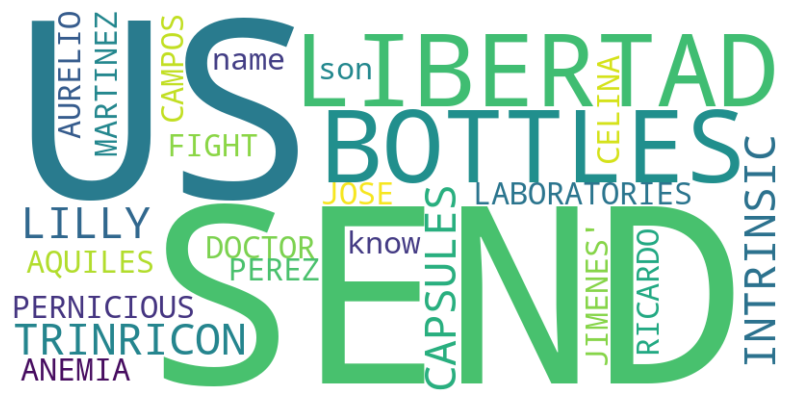 US
LIBERTAD
AURELIO
MARTINEZ
CAMPOS
name
son
CELINA
FIGHT
BOTTLES
JOSE
LABORATORIES
INTRINSIC
LILLY
SEND
CAPSULES
DOCTOR
know
AQUILES
PEREZ
JIMENES'
RICARDO
PERNICIOUS
TRINRICON
ANEMIA